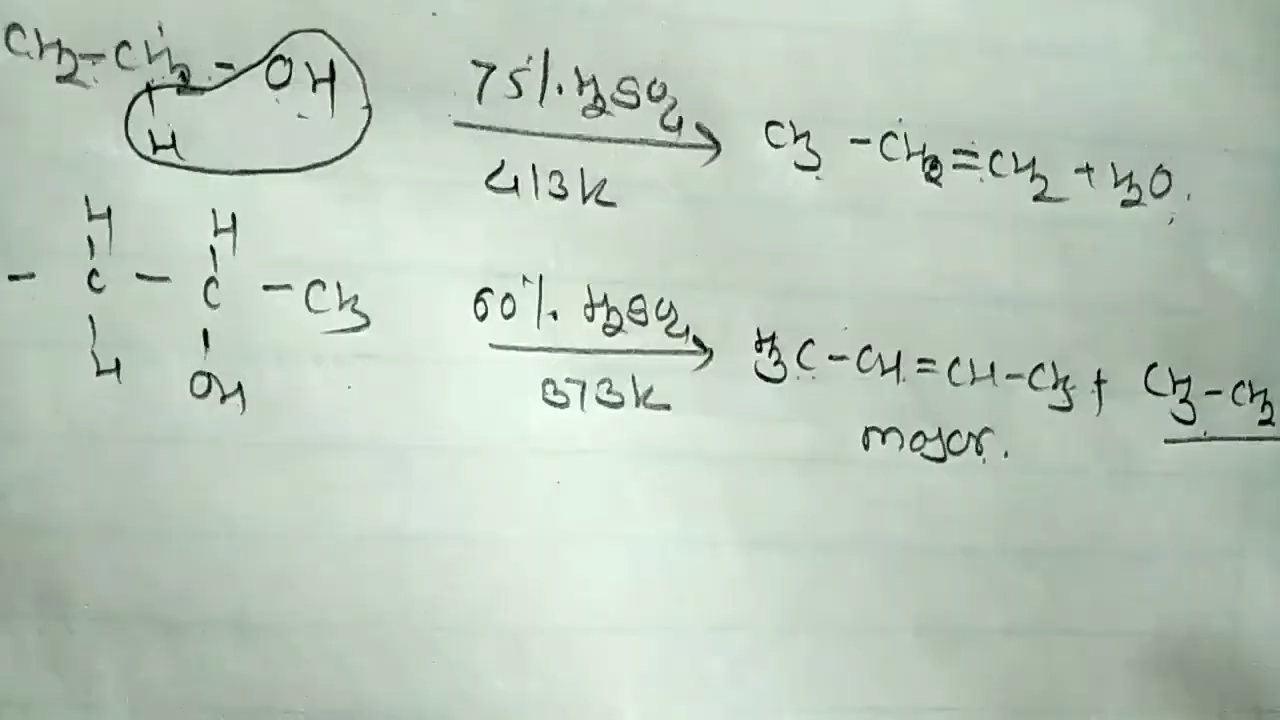 CH2-CH2-OH 75%.H2SO4 CH3-CH2=CH2+H2O.
H 413K
H H
- C - C - CH3 60%. H2SO4 H3C-CH=CH-CH3+ CH3-CH2
H OH 373K major.